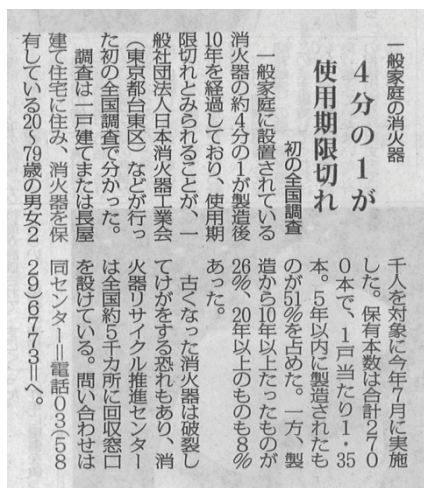 一般家庭の消火器
4分の1が
使用期限切れ
初の全国調査
一般家庭に設置されている
消火器の約4分の1が製造後
10年を経過しており、使用期
限切れとみられることが、一
般社団法人日本消火器工業会
（東京都台東区）などが行っ
た初の全国調査で分かった。
調査は一戸建てまたは長屋
建て住宅に住み、消火器を保
有している20～79歳の男女2
千人を対象に今年7月に実施
した。保有本数は合計270
0本で、1戸当たり1・35
本。5年以内に製造されたも
のが51%を占めた。一方、製
造から10年以上たったものが
26%、20年以上のものも8%
あった。
古くなった消火器は破裂し
てけがをする恐れもあり、消
火器リサイクル推進センター
は全国約5千カ所に回収窓口
を設けている。問い合わせは
同センター＝電話03(58
29)6773＝へ。